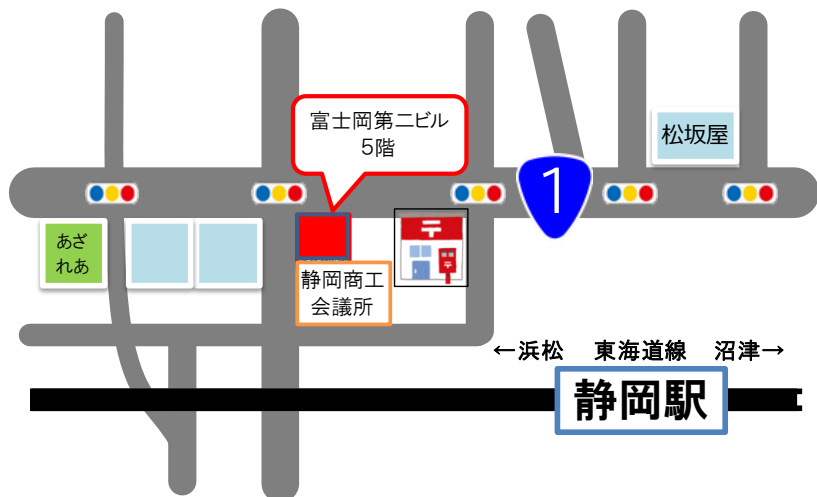 富士岡第二ビル
5階
松坂屋
1
あざ
れあ
〒
静岡商工
会議所
←浜松　東海道線　沼津→
静岡駅